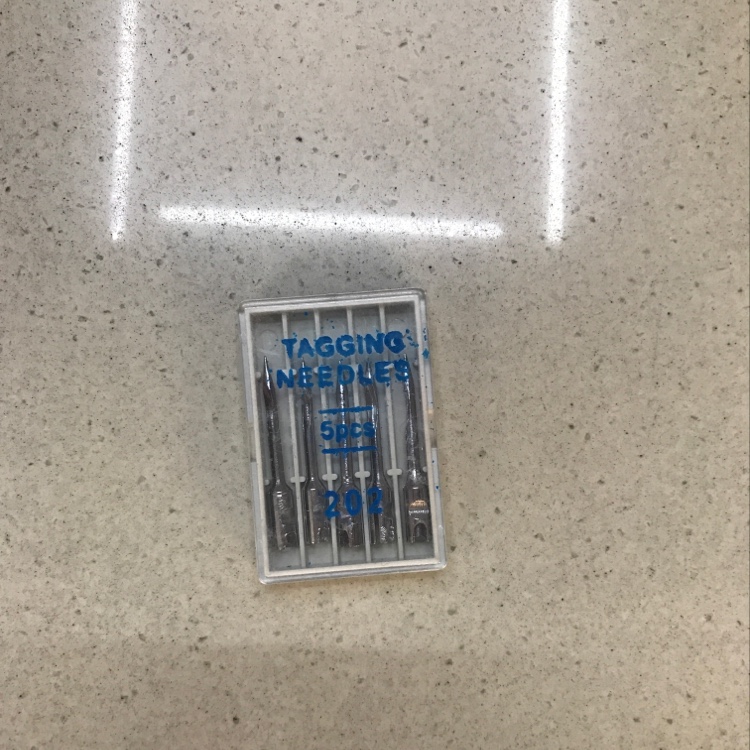 TAGGING
NEEDLES
5pcs
202